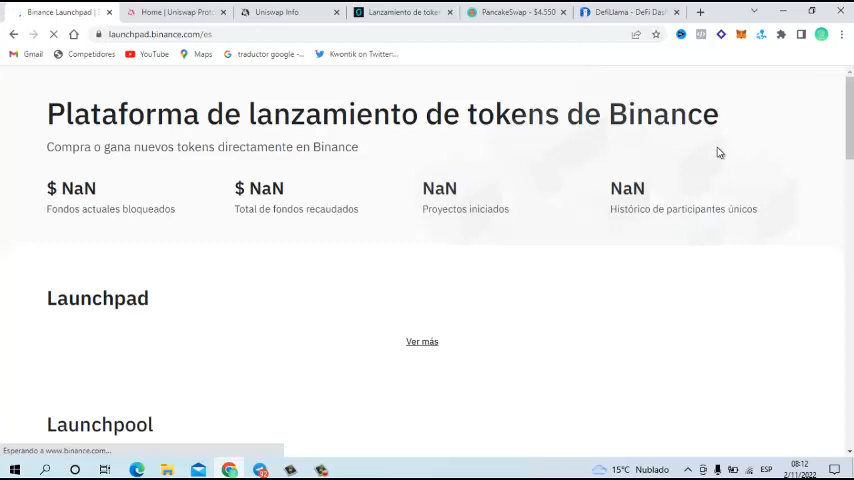 Binance Launchpad |
Home | Uniswap Prot
Uniswap Info
Lanzamiento de toke
PancakeSwap - $4.550
DefiLlama - DeFi Dash
launchpad.binance.com/es
Gmail
Competidores
YouTube
Maps
traductor google -...
Kwontik on Twitter:...
Plataforma de lanzamiento de tokens de Binance
Compra o gana nuevos tokens directamente en Binance
$ NaN
$ NaN
NaN
NaN
Fondos actuales bloqueados
Total de fondos recaudados
Proyectos iniciados
Histórico de participantes únicos
Launchpad
Ver más
Launchpool
Esperando a www.binance.com...
15°C Nublado
ESP
08:12
2/11/2022